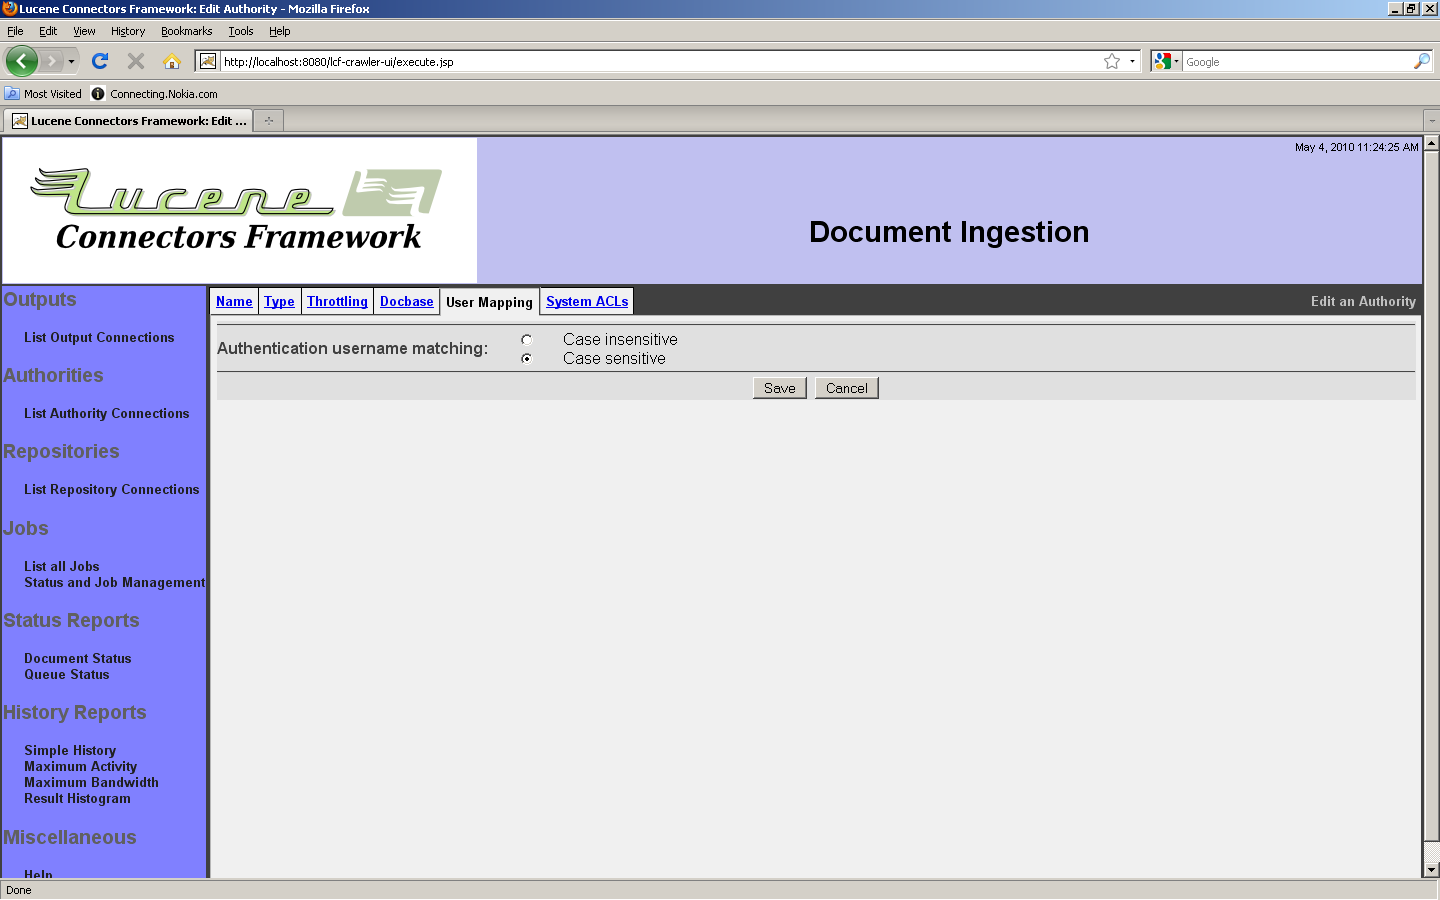 Lucene Connectors Framework: Edit Authority - Mozilla Firefox
File Edit View History Bookmarks Tools Help
http://localhost:8080/lcf-crawler-ui/execute.jsp
Google
Most Visited Connecting.Nokia.com
Lucene Connectors Framework: Edit ...
May 4, 2010 11:24:25 AM
Lucene
Connectors Framework
Document Ingestion
Outputs
List Output Connections
Authorities
List Authority Connections
Repositories
List Repository Connections
Jobs
List all Jobs
Status and Job Management
Status Reports
Document Status
Queue Status
History Reports
Simple History
Maximum Activity
Maximum Bandwidth
Result Histogram
Miscellaneous
Help
Name Type Throttling Docbase User Mapping System ACLs Edit an Authority
Authentication username matching:
Case insensitive
Case sensitive
Save Cancel
Done